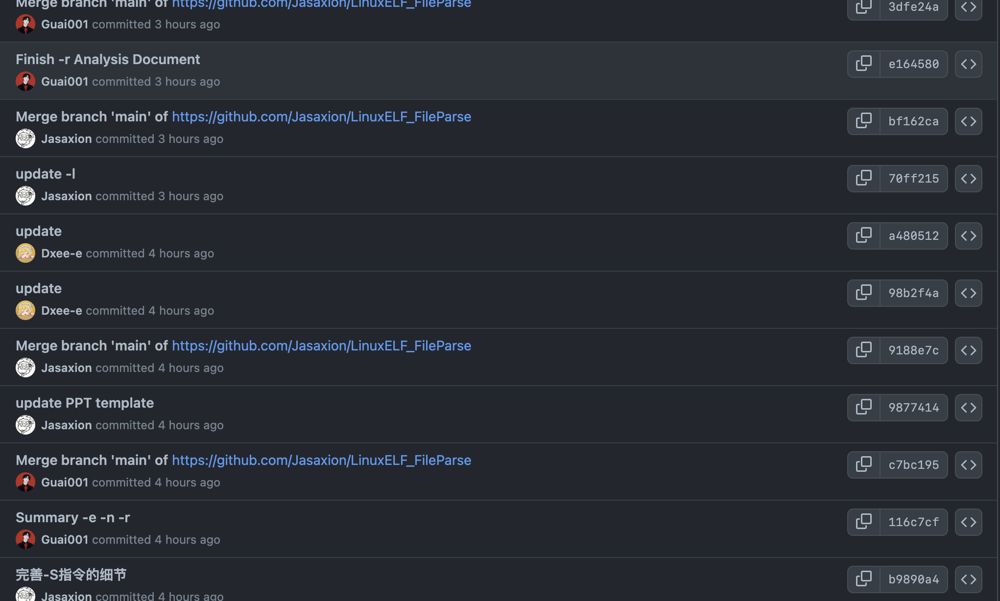 Merge branch 'main' of https://github.com/Jasaxion/LinuxELF_FileParse
3dfe24a
Guai001 committed 3 hours ago
Finish -r Analysis Document
e164580
Guai001 committed 3 hours ago
Merge branch 'main' of https://github.com/Jasaxion/LinuxELF_FileParse
bf162ca
Jasaxion committed 3 hours ago
update -l
70ff215
Jasaxion committed 3 hours ago
update
a480512
Dxee-e committed 4 hours ago
update
98b2f4a
Dxee-e committed 4 hours ago
Merge branch 'main' of https://github.com/Jasaxion/LinuxELF_FileParse
9188e7c
Jasaxion committed 4 hours ago
update PPT template
9877414
Jasaxion committed 4 hours ago
Merge branch 'main' of https://github.com/Jasaxion/LinuxELF_FileParse
c7bc195
Guai001 committed 4 hours ago
Summary -e -n -r
116c7cf
Guai001 committed 4 hours ago
完善-S指令的细节
b9890a4
Jasaxion committed 4 hours ago